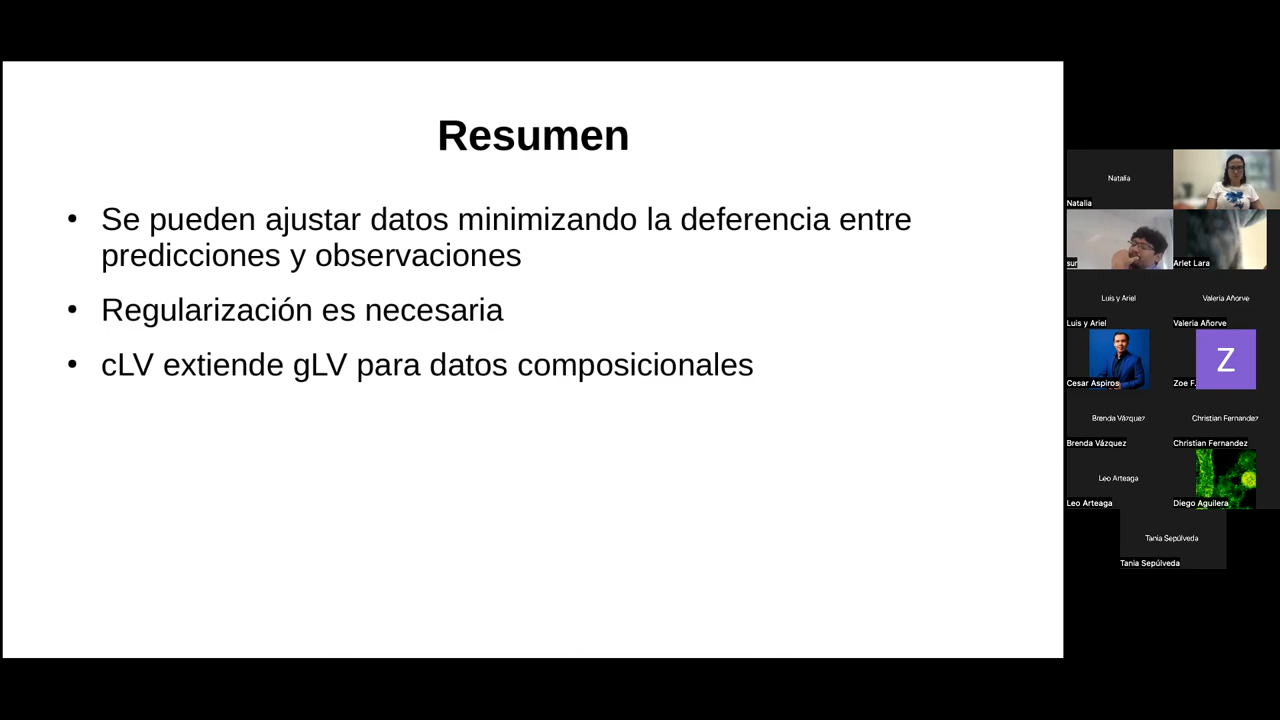 Resumen
• Se pueden ajustar datos minimizando la deferencia entre
predicciones y observaciones
• Regularización es necesaria
• cLV extiende gLV para datos composicionales
Natalia
Natalia
sur
Arlet Lara
Luis y Ariel
Valeria Añorve
Luis y Ariel
Valeria Añorve
Z
Cesar Aspiros
Zoe F.
Brenda Vázquez
Christian Fernandez
Brenda Vázquez
Christian Fernandez
Leo Arteaga
Leo Arteaga
Diego Aguilera
Tania Sepúlveda
Tania Sepúlveda